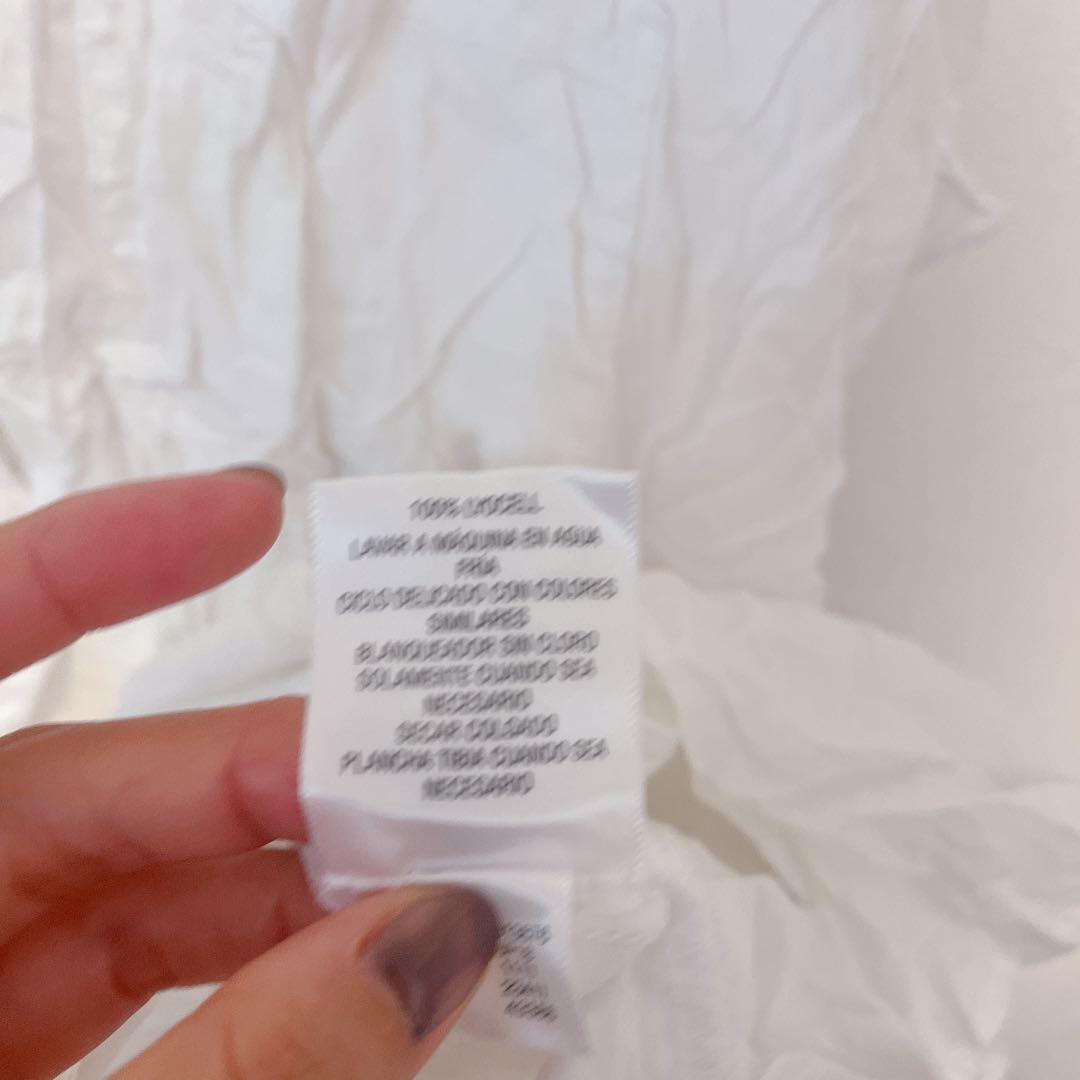 100% LYOCELL
LAVAR A MÁQUINA EN AGUA
FRÍA
CICLO DELICADO CON COLORES
SIMILARES
BLANQUEADOR SIN CLORO
SOLAMENTE CUANDO SEA
NECESARIO
SECAR COLGADO
PLANCHA TIBIA CUANDO SEA
NECESARIO